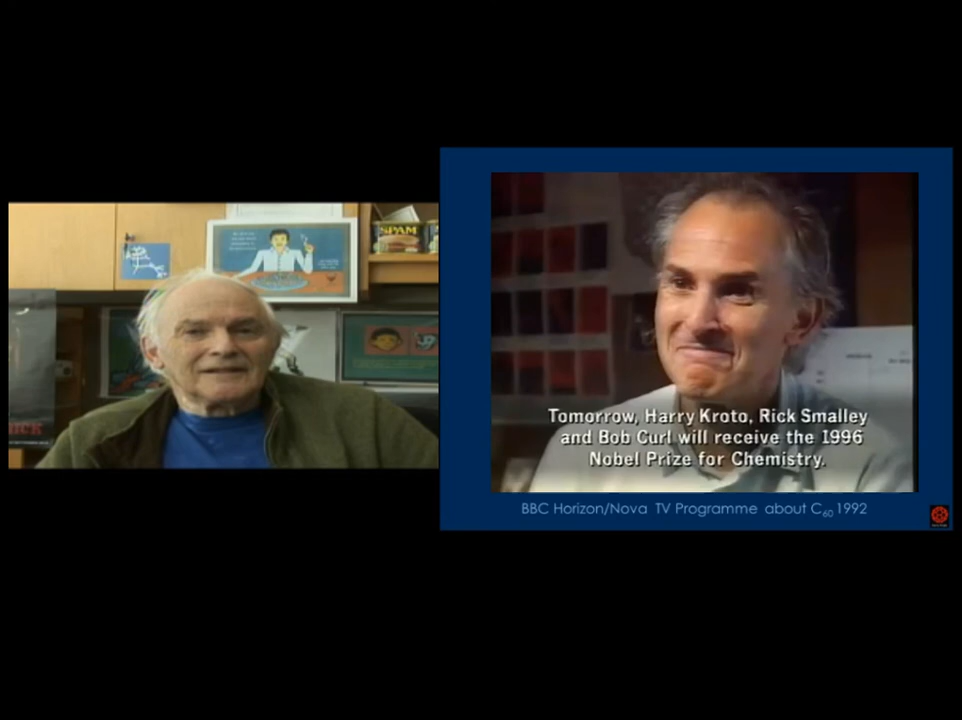 SPAM
Tomorrow, Harry Kroto, Rick Smalley
and Bob Curl will receive the 1996
Nobel Prize for Chemistry.
BBC Horizon/Nova TV Programme about C60 1992